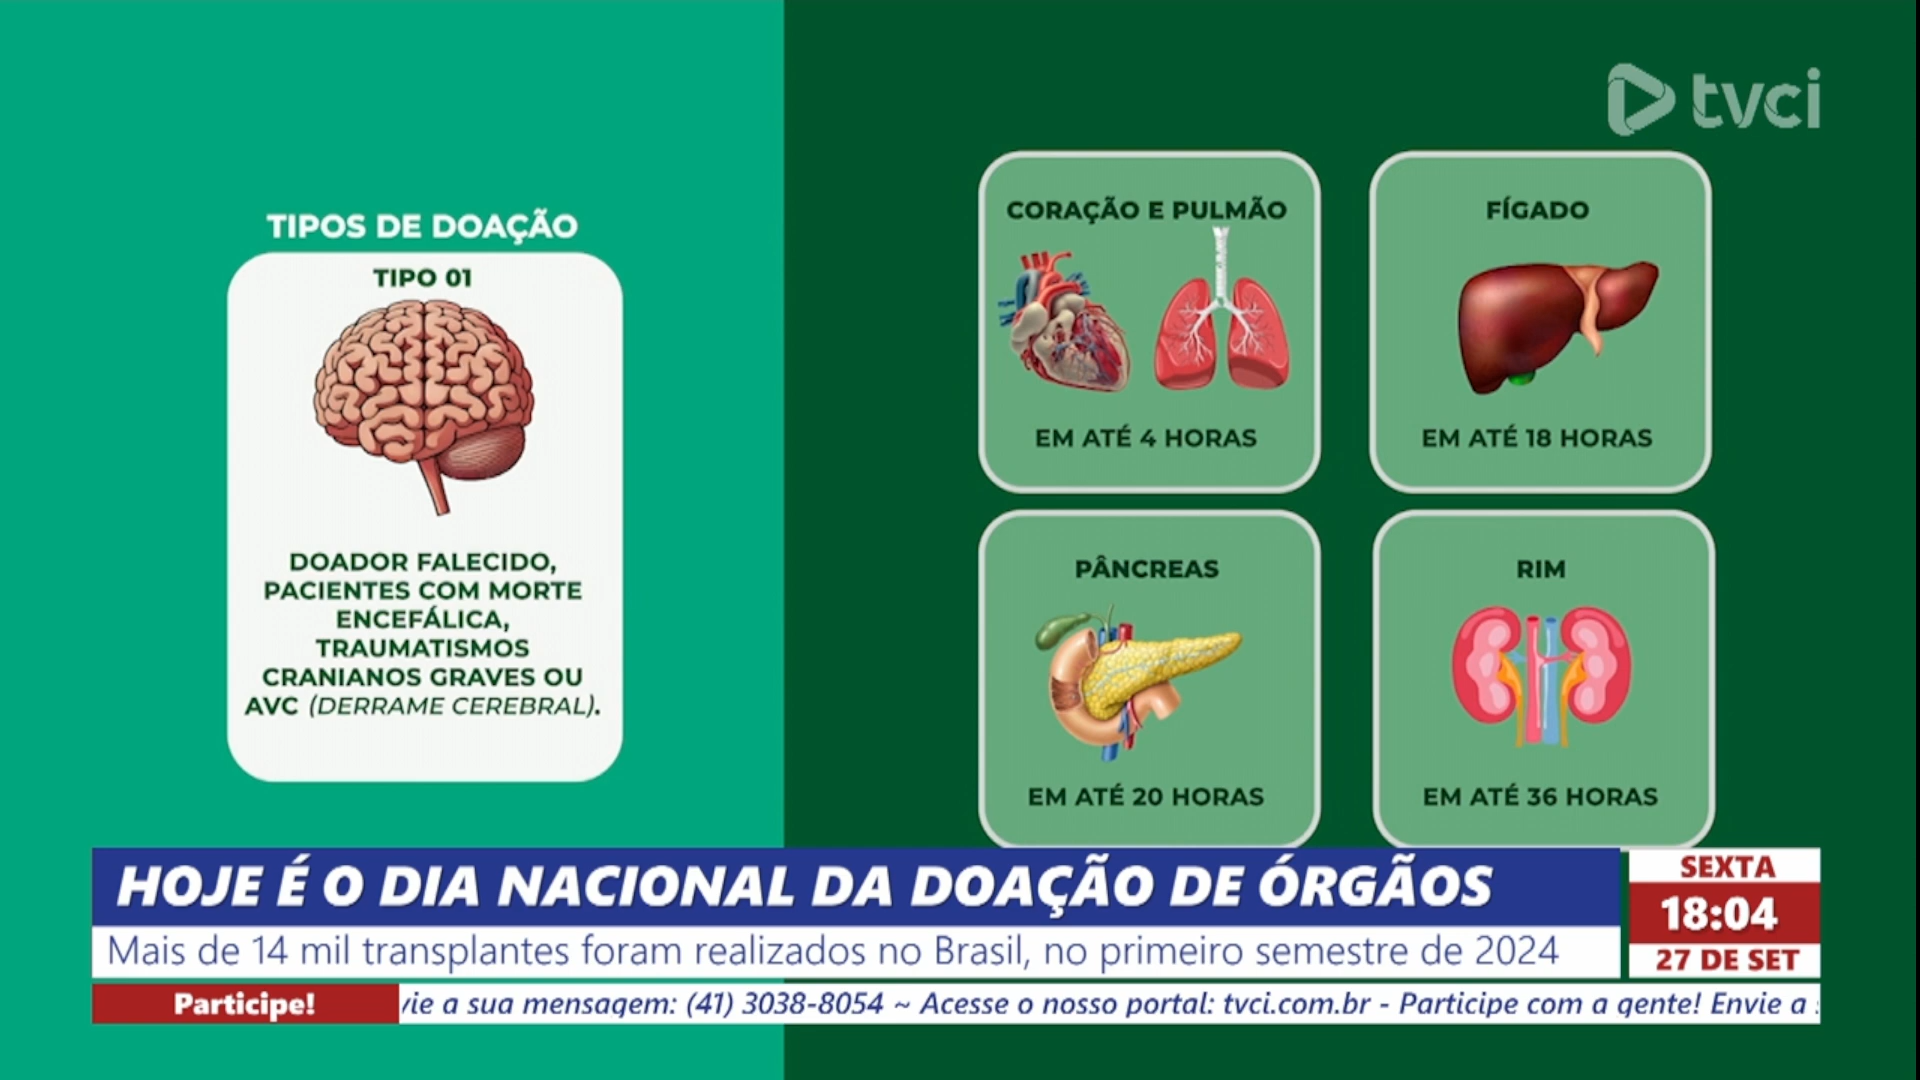 tvci
TIPOS DE DOAÇÃO
TIPO 01
DOADOR FALECIDO,
PACIENTES COM MORTE
ENCEFÁLICA,
TRAUMATISMOS
CRANIANOS GRAVES OU
AVC (DERRAME CEREBRAL).
CORAÇÃO E PULMÃO
EM ATÉ 4 HORAS
FÍGADO
EM ATÉ 18 HORAS
PÂNCREAS
EM ATÉ 20 HORAS
RIM
EM ATÉ 36 HORAS
HOJE É O DIA NACIONAL DA DOAÇÃO DE ÓRGÃOS
Mais de 14 mil transplantes foram realizados no Brasil, no primeiro semestre de 2024
SEXTA
18:04
27 DE SET
Participe!
vie a sua mensagem: (41) 3038-8054 ~ Acesse o nosso portal: tvci.com.br - Participe com a gente! Envie a